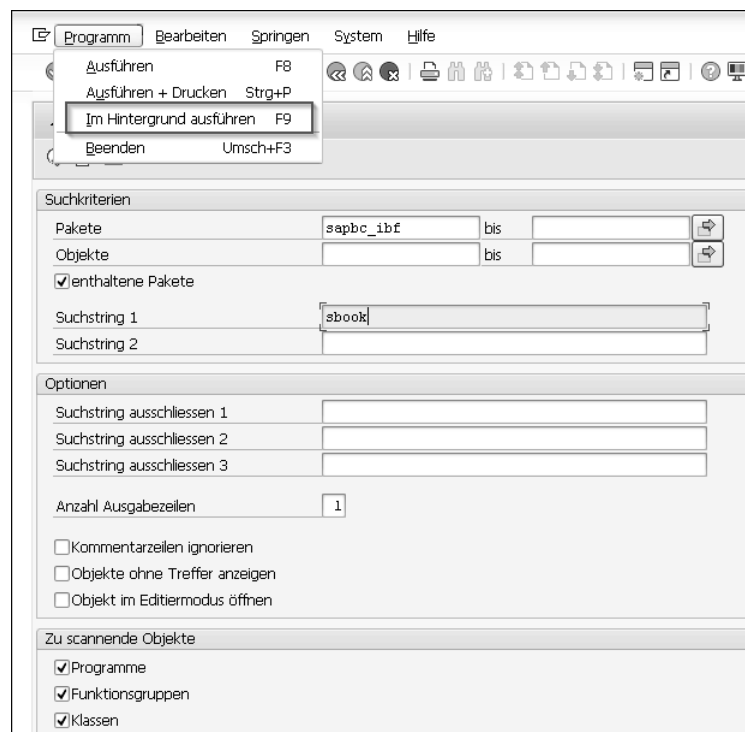 Programm Bearbeiten Springen System Hilfe
Ausführen F8
Ausführen + Drucken Strg+P
Im Hintergrund ausführen F9
Beenden Umsch+F3
Suchkriterien
Pakete sapbc_ibf bis
Objekte bis
enthaltene Pakete
Suchstring 1 sbook
Suchstring 2
Optionen
Suchstring ausschliessen 1
Suchstring ausschliessen 2
Suchstring ausschliessen 3
Anzahl Ausgabezeilen 1
Kommentarzeilen ignorieren
Objekte ohne Treffer anzeigen
Objekt im Editiermodus öffnen
Zu scannende Objekte
Programme
Funktionsgruppen
Klassen